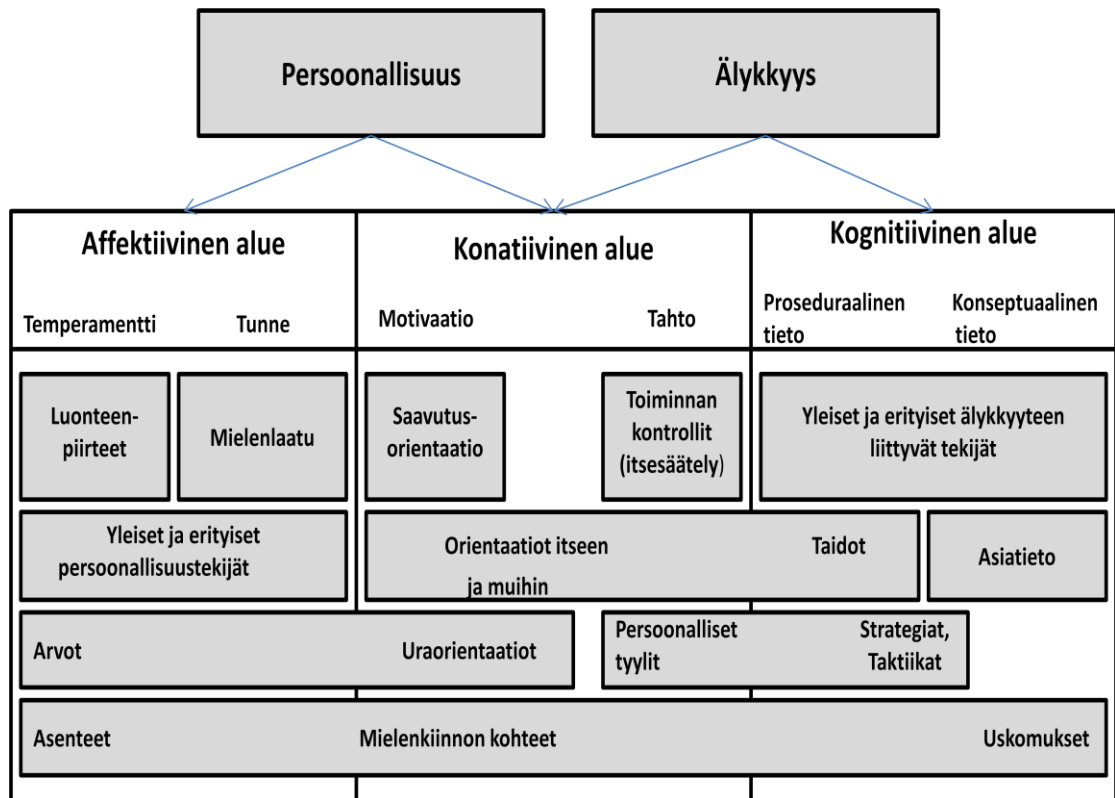 Persoonallisuus
Älykkyys
Affektiivinen alue
Konatiivinen alue
Kognitiivinen alue
Temperamentti
Tunne
Motivaatio
Tahto
Proseduraalinen
tieto
Konseptuaalinen
tieto
Luonteen-
piirteet
Mielenlaatu
Saavutus-
orientaatio
Toiminnan
kontrollit
(itsesäätely)
Yleiset ja erityiset älykkyyteen
liittyvät tekijät
Yleiset ja erityiset
persoonallisuustekijät
Orientaatiot itseen
ja muihin
Taidot
Asiatieto
Arvot
Uraorientaatiot
Persoonalliset
tyylit
Strategiat,
Taktiikat
Asenteet
Mielenkiinnon kohteet
Uskomukset